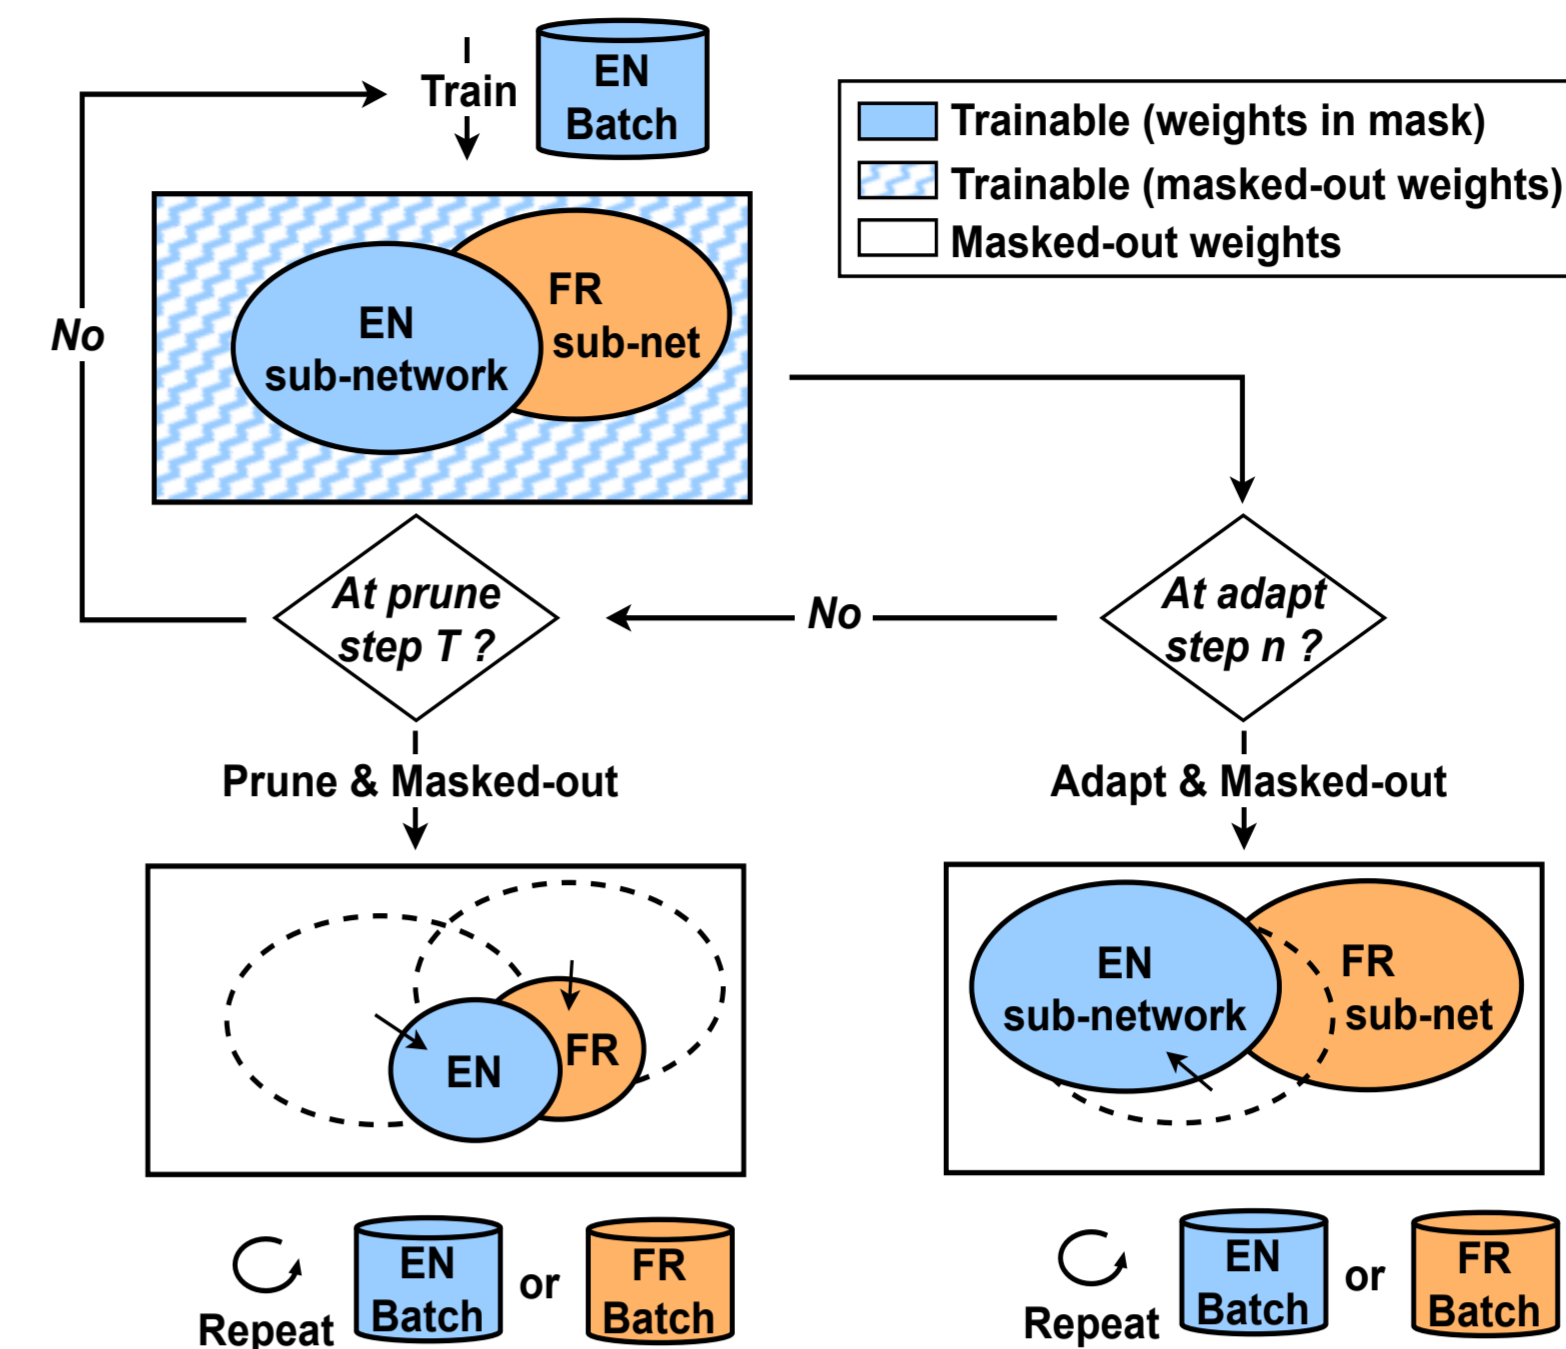 Train
EN
Batch
Trainable (weights in mask)
Trainable (masked-out weights)
Masked-out weights
EN
sub-network
FR
sub-net
No
At prune
step T ?
No
At adapt
step n ?
Prune & Masked-out
Adapt & Masked-out
EN
FR
EN
sub-network
FR
sub-net
Repeat
EN
Batch
or
FR
Batch
Repeat
EN
Batch
or
FR
Batch